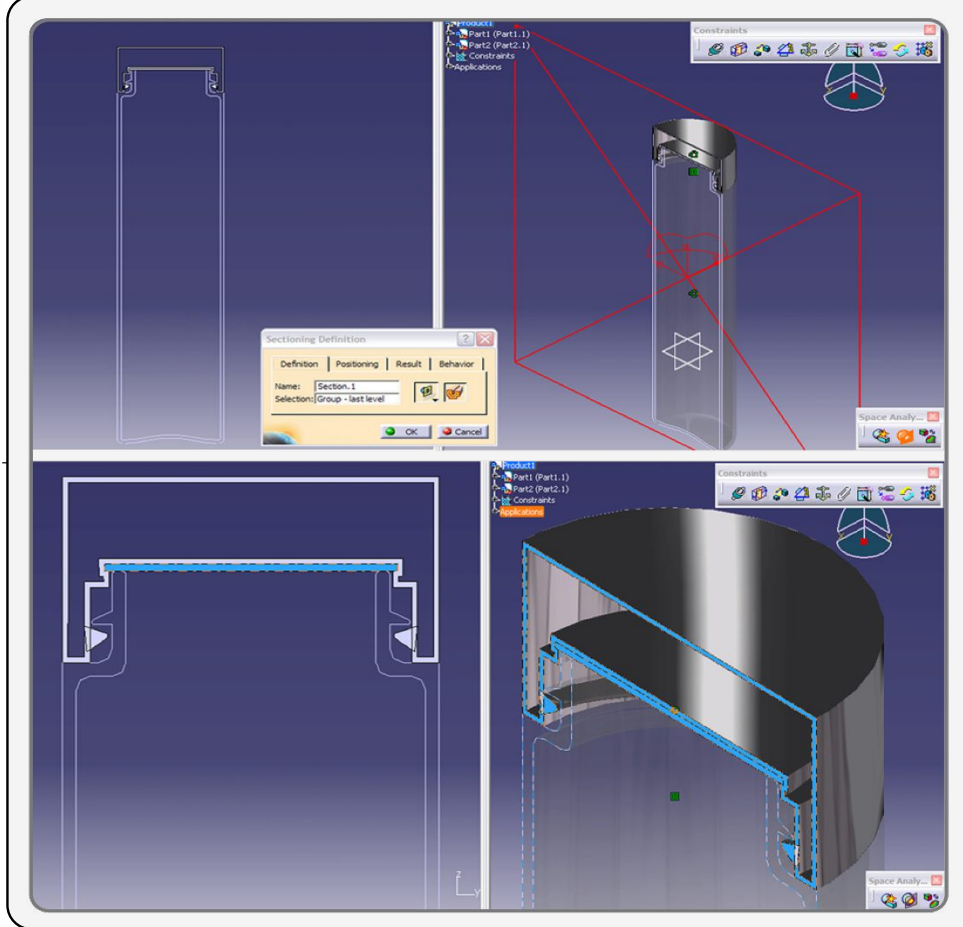 Product1
Part1 (Part1.1)
Part2 (Part2.1)
Constraints
Applications
Constraints
Sectioning Definition
Definition Positioning Result Behavior
Name: Section.1
Selection: Group - last level
OK Cancel
Space Analy...
Product1
Part1 (Part1.1)
Part2 (Part2.1)
Constraints
Applications
Constraints
z
y
Space Analy...